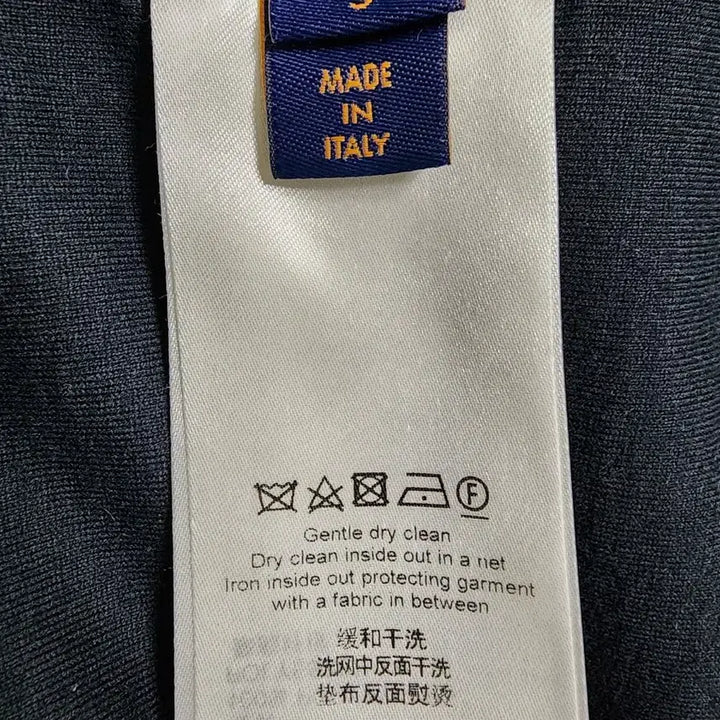 MADE
IN
ITALY
F
Gentle dry clean
Dry clean inside out in a net
Iron inside out protecting garment
with a fabric in between
缓和干洗
洗网中反面干洗
垫布反面熨烫